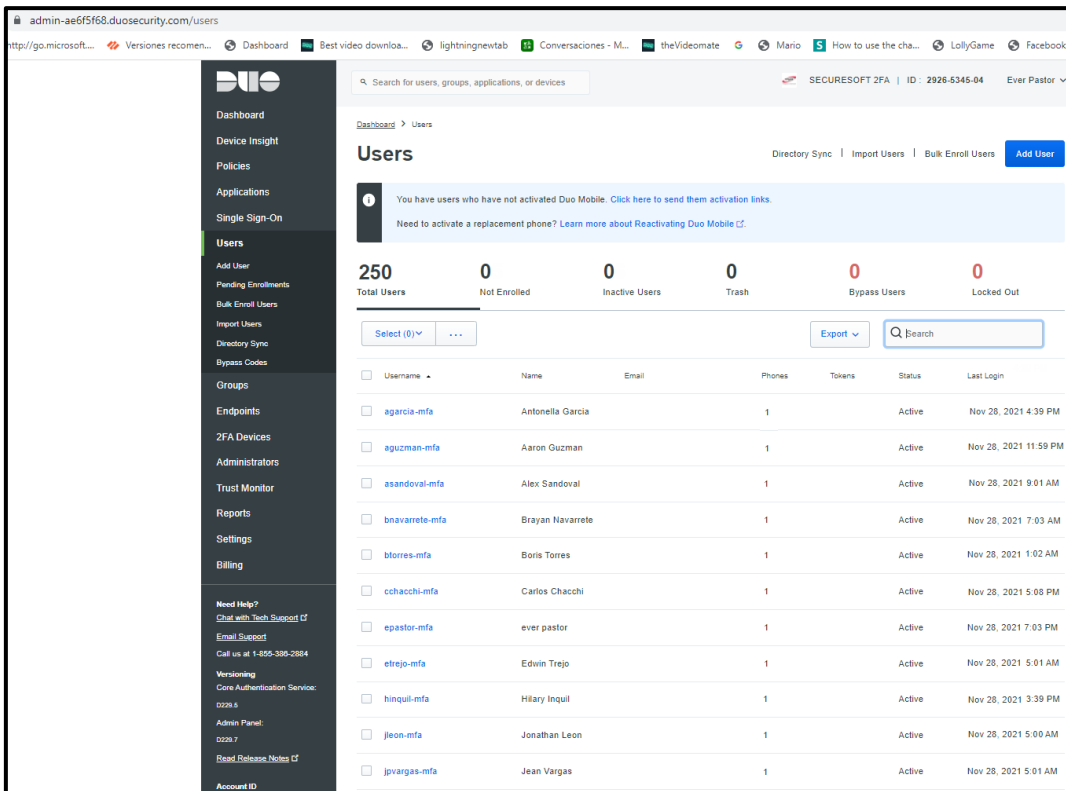 admin-ae6f5f68.duosecurity.com/users
http://go.microsoft.... Versiones recomen... Dashboard Best video downloa... lightningnewtab Conversaciones - M... theVideomate Mario How to use the cha... LollyGame Facebook
DUO
Search for users, groups, applications, or devices
SECURESOFT 2FA | ID : 2926-5345-04 Ever Pastor
Dashboard
Device Insight
Policies
Applications
Single Sign-On
Users
Add User
Pending Enrollments
Bulk Enroll Users
Import Users
Directory Sync
Bypass Codes
Groups
Endpoints
2FA Devices
Administrators
Trust Monitor
Reports
Settings
Billing
Need Help?
Chat with Tech Support
Email Support
Call us at 1-855-386-2884
Versioning
Core Authentication Service:
D229.6
Admin Panel:
D229.7
Read Release Notes
Account ID
Dashboard > Users
Users
Directory Sync | Import Users | Bulk Enroll Users Add User
You have users who have not activated Duo Mobile. Click here to send them activation links.
Need to activate a replacement phone? Learn more about Reactivating Duo Mobile.
250 0 0 0 0 0
Total Users Not Enrolled Inactive Users Trash Bypass Users Locked Out
Select (0) ... Export Search
Username Name Email Phones Tokens Status Last Login
agarcia-mfa Antonella Garcia 1 Active Nov 28, 2021 4:39 PM
aguzman-mfa Aaron Guzman 1 Active Nov 28, 2021 11:59 PM
asandoval-mfa Alex Sandoval 1 Active Nov 28, 2021 9:01 AM
bnavarrete-mfa Brayan Navarrete 1 Active Nov 28, 2021 7:03 AM
btorres-mfa Boris Torres 1 Active Nov 28, 2021 1:02 AM
cchacchi-mfa Carlos Chacchi 1 Active Nov 28, 2021 5:08 PM
epastor-mfa ever pastor 1 Active Nov 28, 2021 7:03 PM
etrejo-mfa Edwin Trejo 1 Active Nov 28, 2021 5:01 AM
hinquil-mfa Hilary Inquil 1 Active Nov 28, 2021 3:39 PM
jleon-mfa Jonathan Leon 1 Active Nov 28, 2021 5:00 AM
jpvargas-mfa Jean Vargas 1 Active Nov 28, 2021 5:01 AM